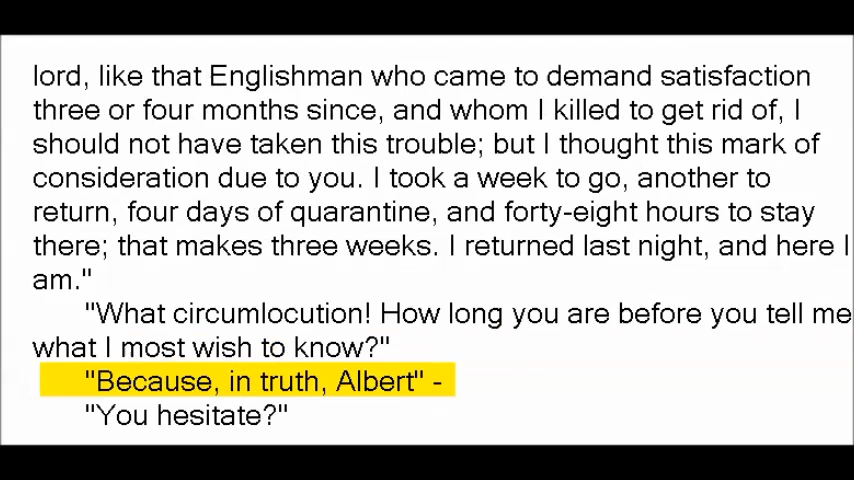 lord, like that Englishman who came to demand satisfaction
three or four months since, and whom I killed to get rid of, I
should not have taken this trouble; but I thought this mark of
consideration due to you. I took a week to go, another to
return, four days of quarantine, and forty-eight hours to stay
there; that makes three weeks. I returned last night, and here I
am."
"What circumlocution! How long you are before you tell me
what I most wish to know?"
"Because, in truth, Albert" -
"You hesitate?"